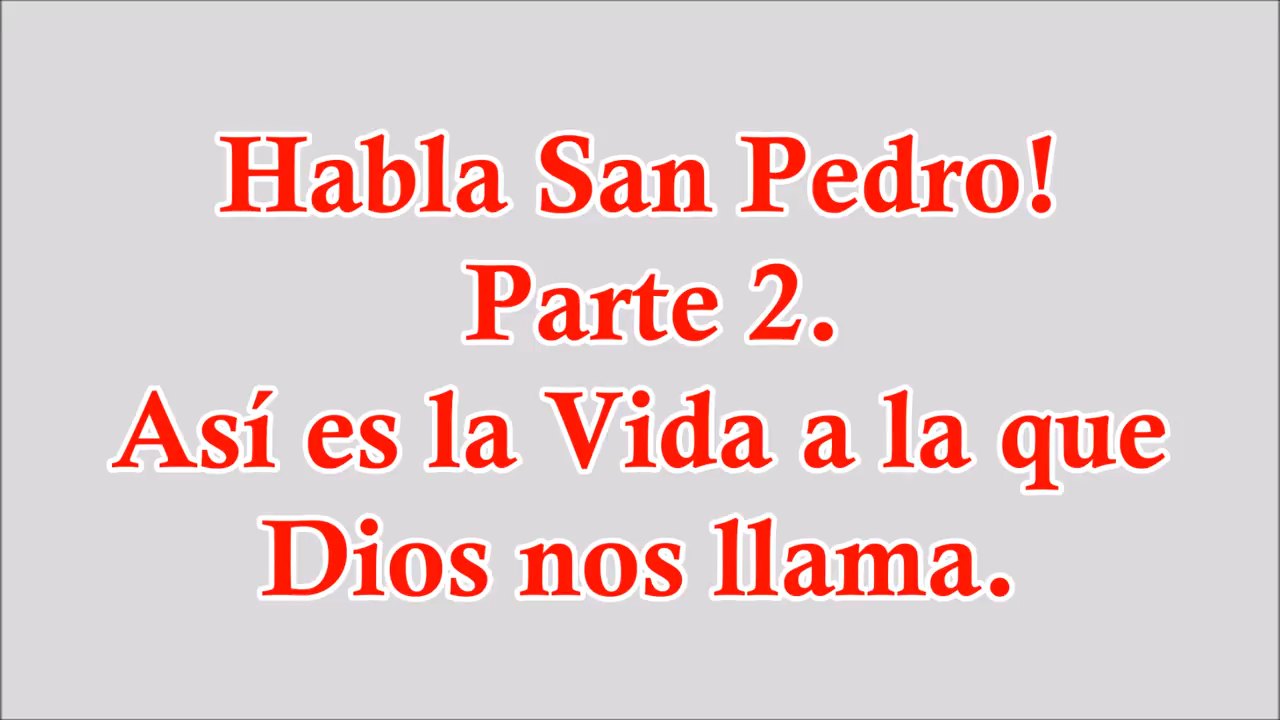 Habla San Pedro!
Parte 2.
Así es la Vida a la que
Dios nos llama.